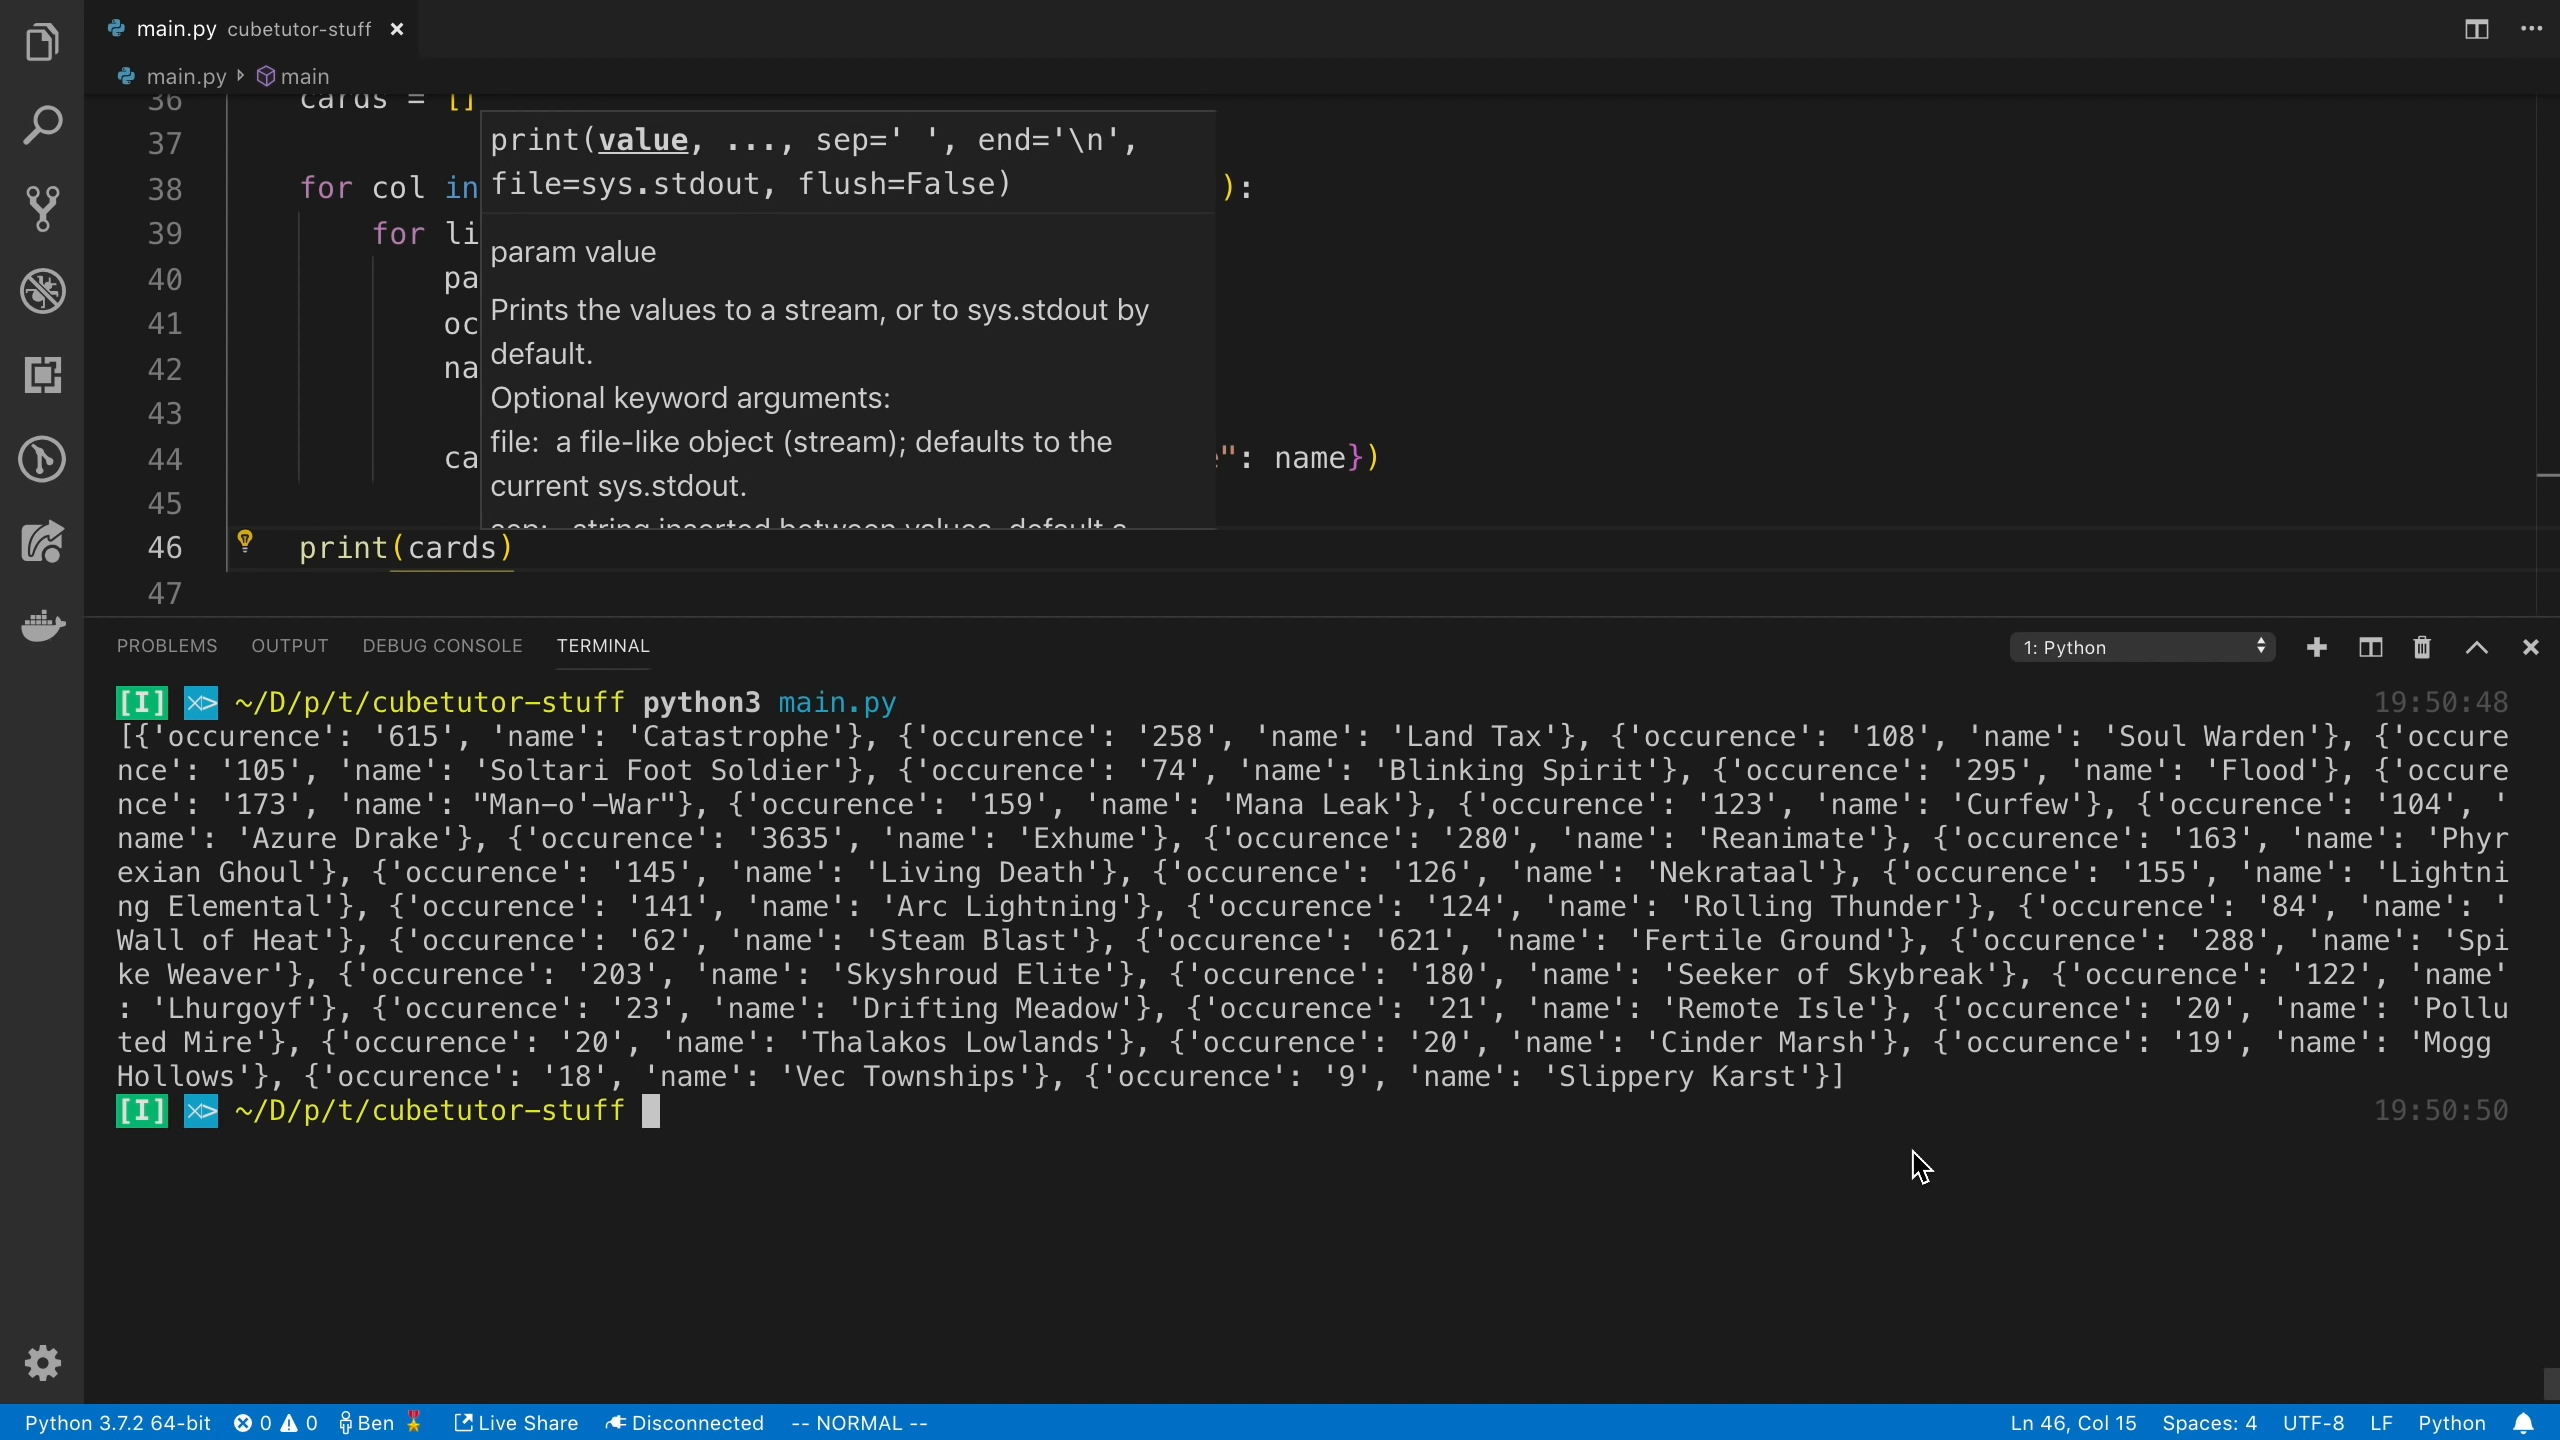 main.py cubetutor-stuff
main.py main
36 cards = []
37
38 for col in ):
39 for li
40 pa
41 oc
42 na
43
44 ca ": name})
45
46 print(cards)
47
print(value, ..., sep=' ', end='\n',
file=sys.stdout, flush=False)
param value
Prints the values to a stream, or to sys.stdout by
default.
Optional keyword arguments:
file: a file-like object (stream); defaults to the
current sys.stdout.
sep: string inserted between values, default a
PROBLEMS OUTPUT DEBUG CONSOLE TERMINAL 1: Python
[I] ~/D/p/t/cubetutor-stuff python3 main.py 19:50:48
[{'occurence': '615', 'name': 'Catastrophe'}, {'occurence': '258', 'name': 'Land Tax'}, {'occurence': '108', 'name': 'Soul Warden'}, {'occure
nce': '105', 'name': 'Soltari Foot Soldier'}, {'occurence': '74', 'name': 'Blinking Spirit'}, {'occurence': '295', 'name': 'Flood'}, {'occure
nce': '173', 'name': "Man-o'-War"}, {'occurence': '159', 'name': 'Mana Leak'}, {'occurence': '123', 'name': 'Curfew'}, {'occurence': '104', '
name': 'Azure Drake'}, {'occurence': '3635', 'name': 'Exhume'}, {'occurence': '280', 'name': 'Reanimate'}, {'occurence': '163', 'name': 'Phyr
exian Ghoul'}, {'occurence': '145', 'name': 'Living Death'}, {'occurence': '126', 'name': 'Nekrataal'}, {'occurence': '155', 'name': 'Lightni
ng Elemental'}, {'occurence': '141', 'name': 'Arc Lightning'}, {'occurence': '124', 'name': 'Rolling Thunder'}, {'occurence': '84', 'name': '
Wall of Heat'}, {'occurence': '62', 'name': 'Steam Blast'}, {'occurence': '621', 'name': 'Fertile Ground'}, {'occurence': '288', 'name': 'Spi
ke Weaver'}, {'occurence': '203', 'name': 'Skyshroud Elite'}, {'occurence': '180', 'name': 'Seeker of Skybreak'}, {'occurence': '122', 'name'
: 'Lhurgoyf'}, {'occurence': '23', 'name': 'Drifting Meadow'}, {'occurence': '21', 'name': 'Remote Isle'}, {'occurence': '20', 'name': 'Pollu
ted Mire'}, {'occurence': '20', 'name': 'Thalakos Lowlands'}, {'occurence': '20', 'name': 'Cinder Marsh'}, {'occurence': '19', 'name': 'Mogg
Hollows'}, {'occurence': '18', 'name': 'Vec Townships'}, {'occurence': '9', 'name': 'Slippery Karst'}]
[I] ~/D/p/t/cubetutor-stuff 19:50:50
Python 3.7.2 64-bit 0 0 Ben Live Share Disconnected -- NORMAL -- Ln 46, Col 15 Spaces: 4 UTF-8 LF Python